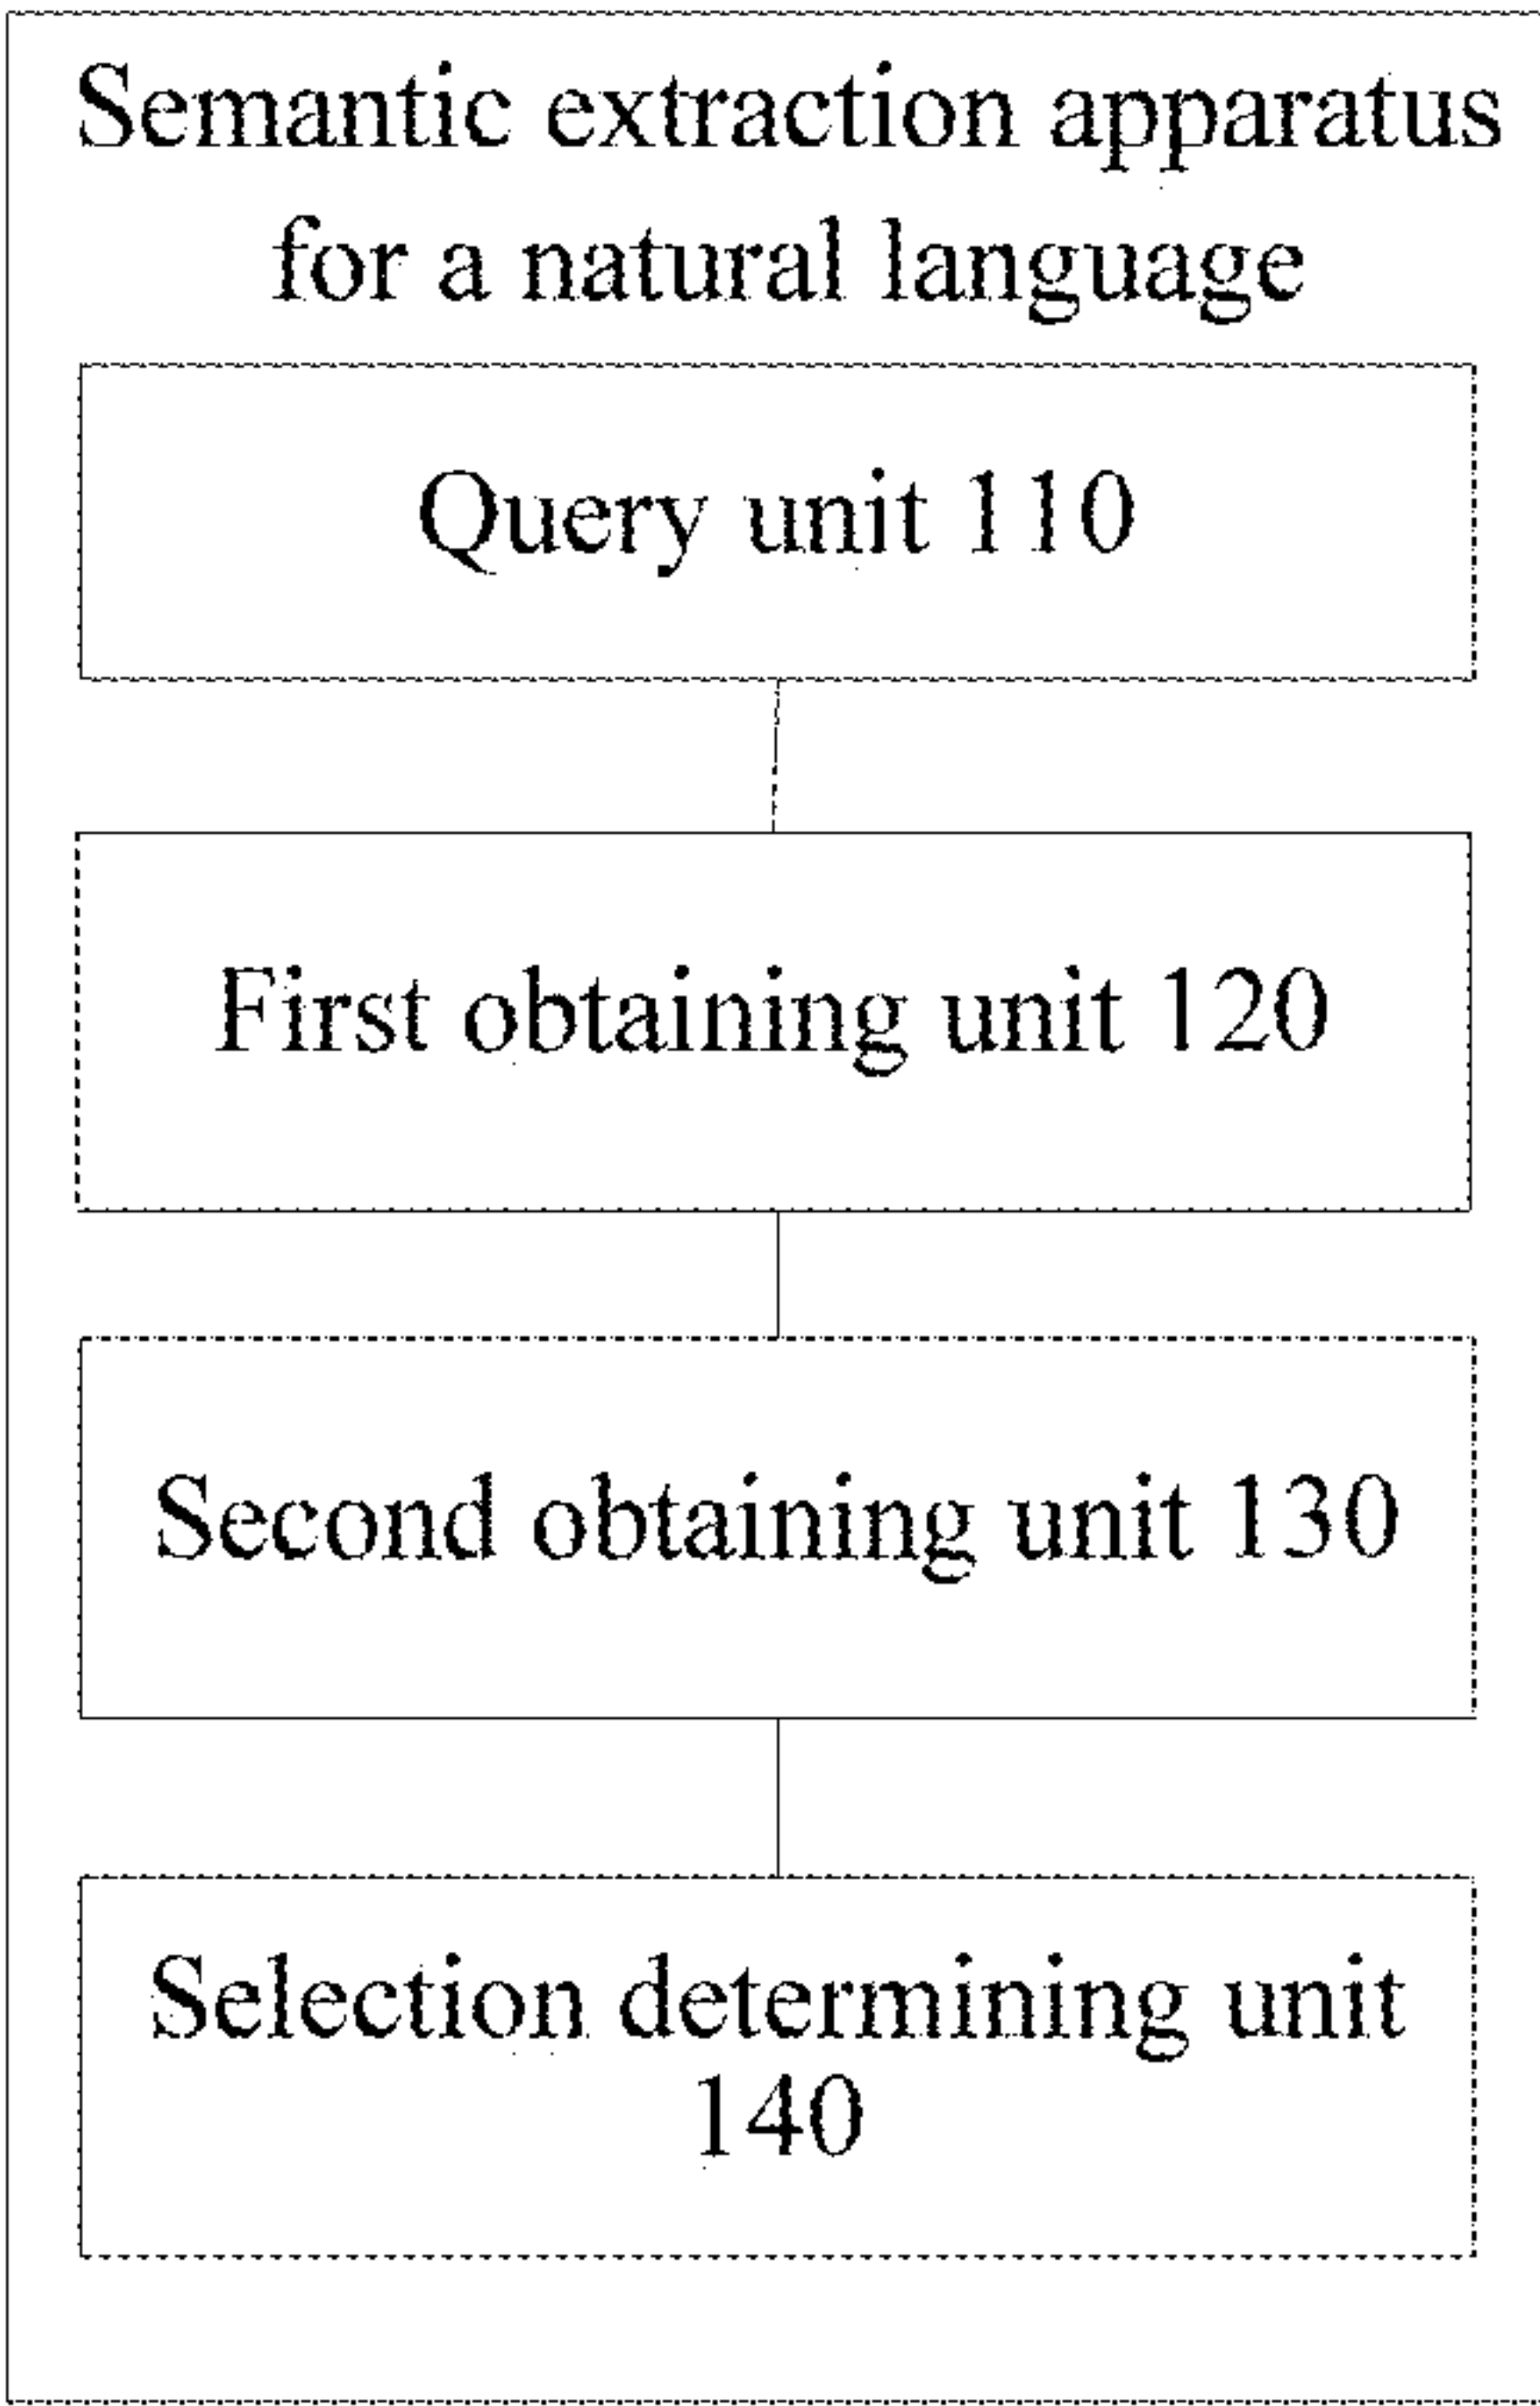 Semantic extraction apparatus
for a natural language
Query unit 110
First obtaining unit 120
Second obtaining unit 130
Selection determining unit
140